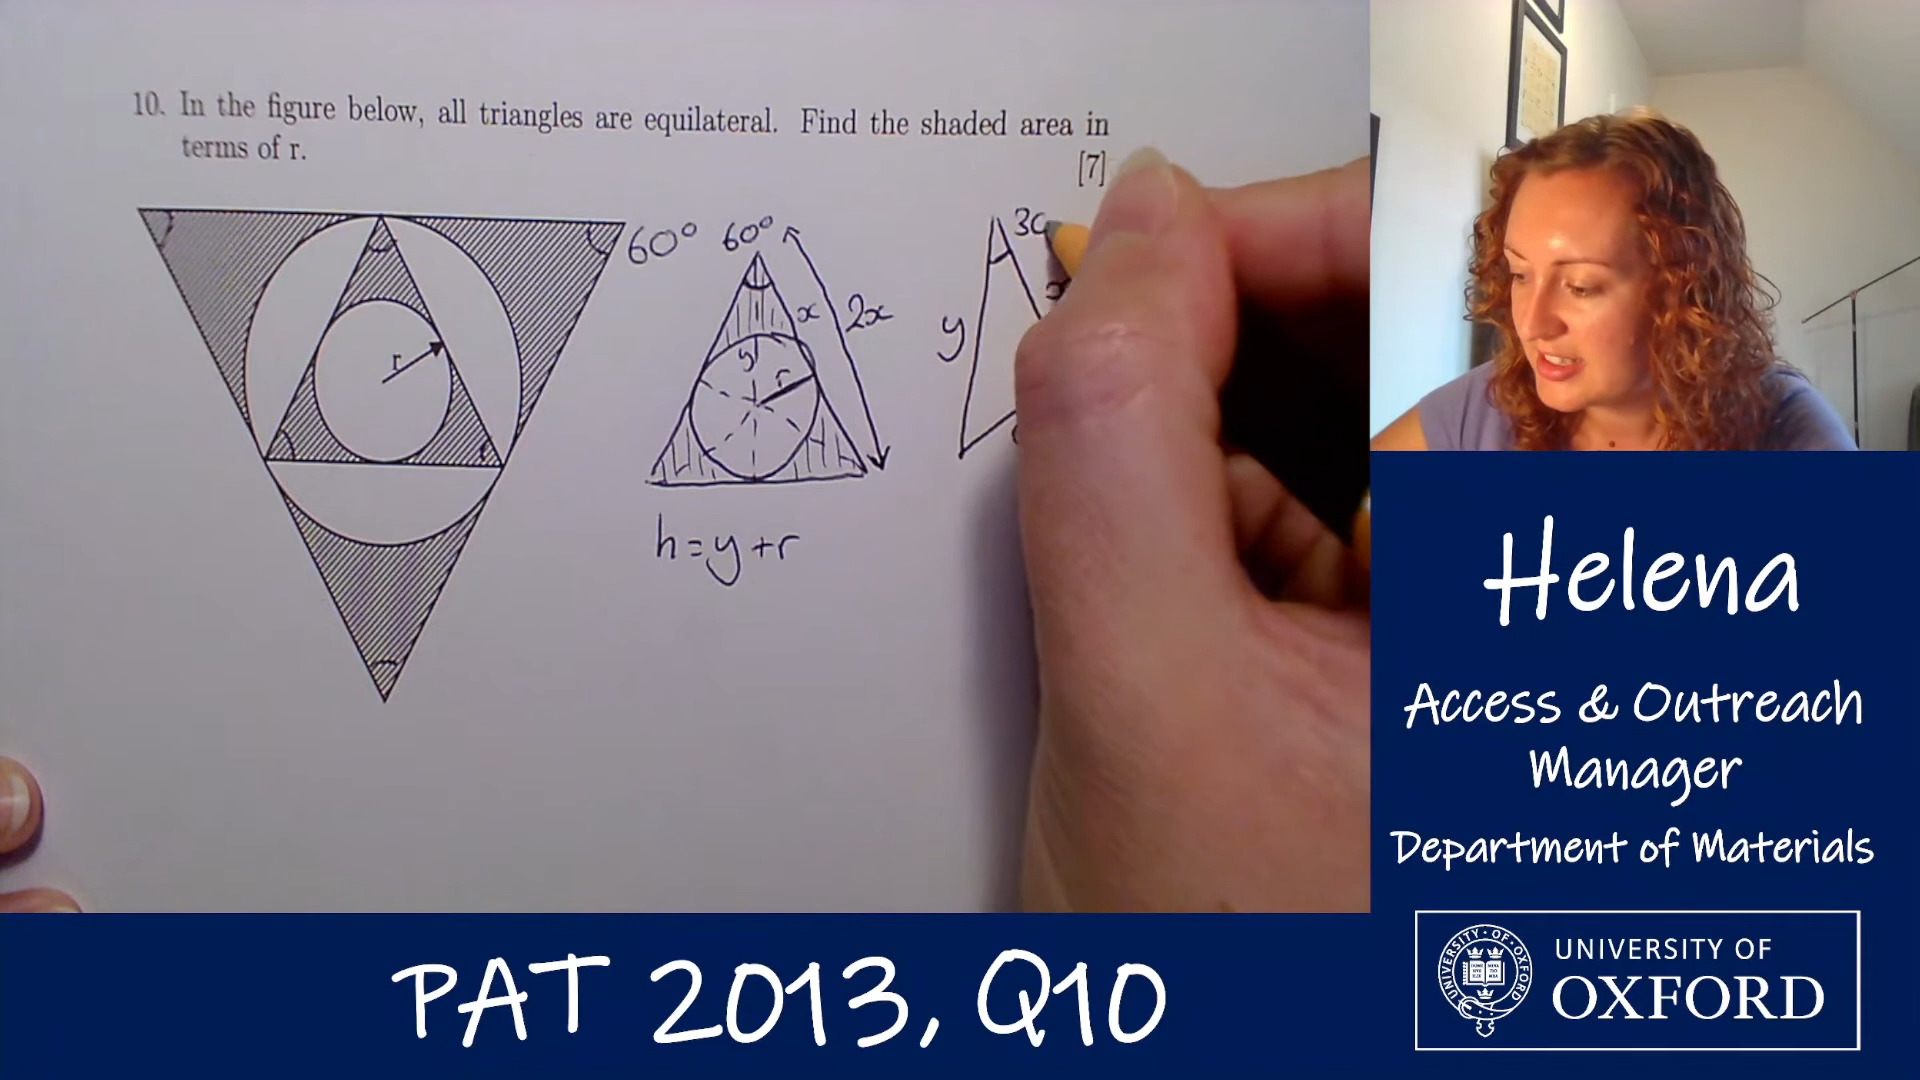 10. In the figure below, all triangles are equilateral. Find the shaded area in
terms of r.
[7]
60°
60°
30
r
x
2x
y
r
y
h=y+r
Helena
Access & Outreach
Manager
Department of Materials
UNIVERSITY OF
OXFORD
PAT 2013, Q10